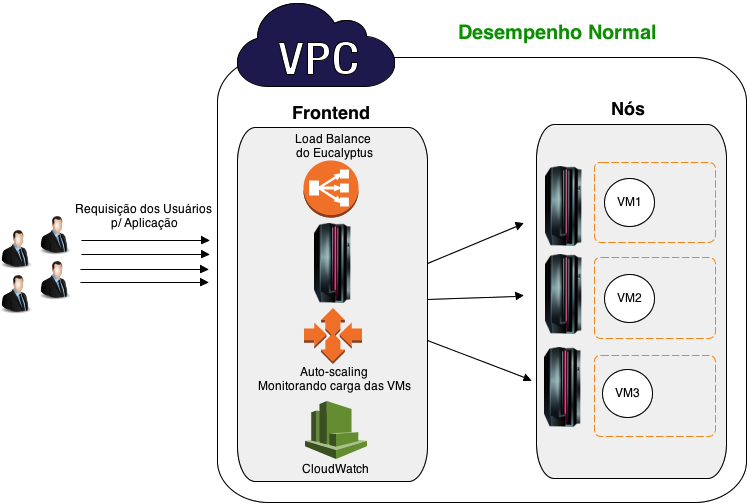 VPC
Desempenho Normal
Frontend
Nós
Load Balance
do Eucalyptus
Requisição dos Usuários
p/ Aplicação
VM1
VM2
VM3
Auto-scaling
Monitorando carga das VMs
CloudWatch